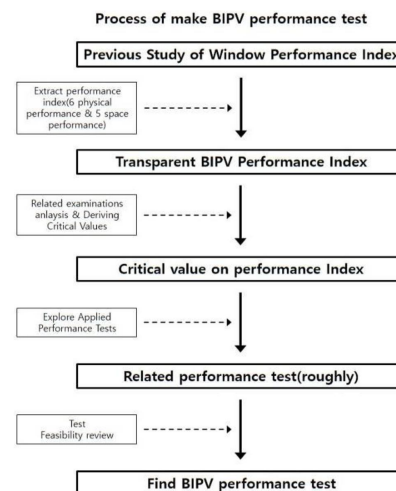 Process of make BIPV performance test
Previous Study of Window Performance Index
Extract performance
index(6 physical
performance & 5 space
performance)
Transparent BIPV Performance Index
Related examinations
anlaysis & Deriving
Critical Values
Critical value on performance Index
Explore Applied
Performance Tests
Related performance test(roughly)
Test
Feasibility review
Find BIPV performance test